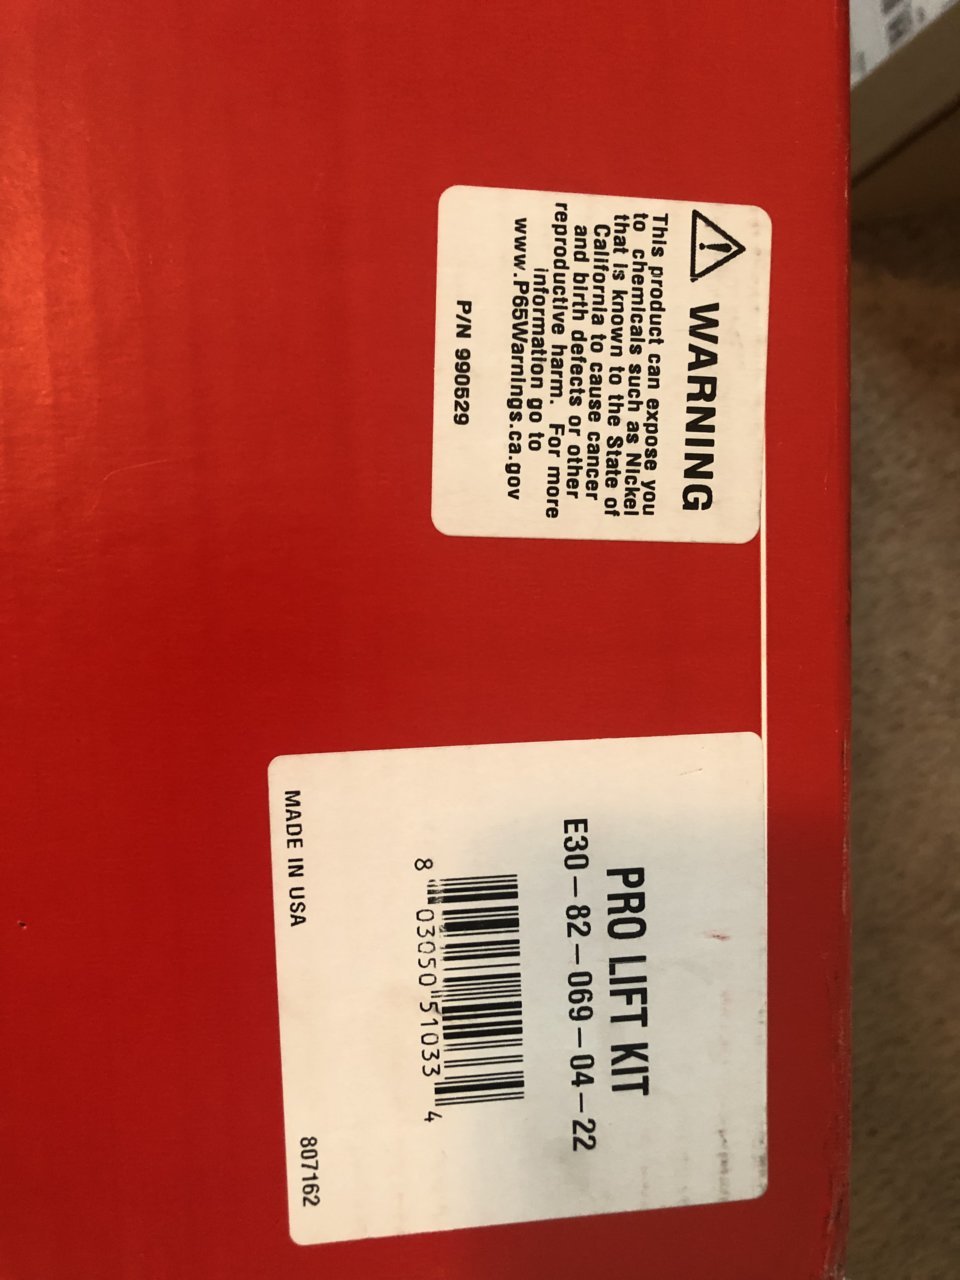 WARNING
This product can expose you
to chemicals such as Nickel
that is known to the State of
California to cause cancer
and birth defects or other
reproductive harm. For more
information go to
www.P65Warnings.ca.gov
P/N 990529
PRO LIFT KIT
E30–82–069–04–22
8 03050 51033 4
MADE IN USA 807162